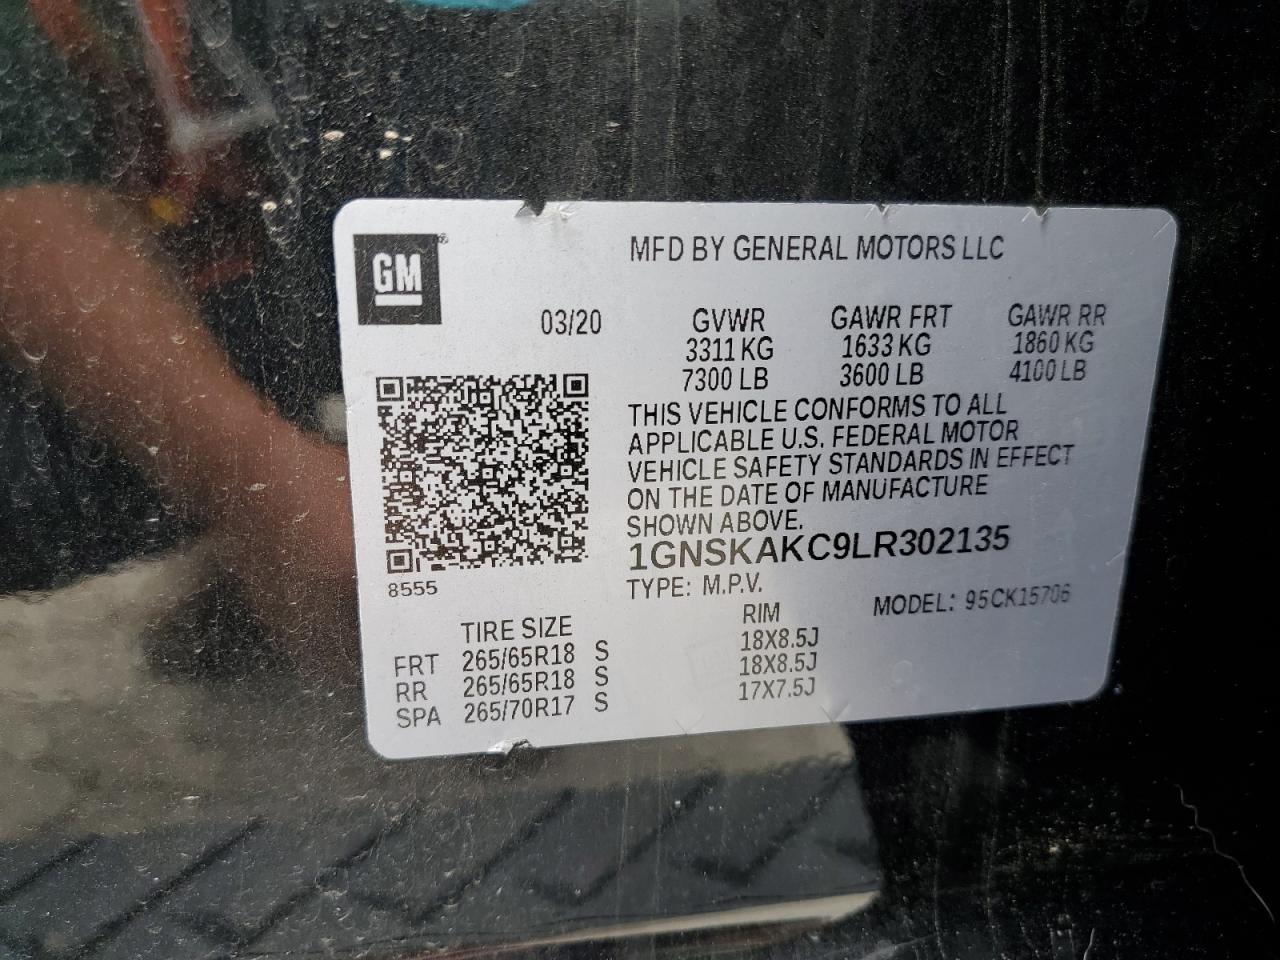 GM®
MFD BY GENERAL MOTORS LLC
03/20
GVWR GAWR FRT GAWR RR
3311 KG 1633 KG 1860 KG
7300 LB 3600 LB 4100 LB
THIS VEHICLE CONFORMS TO ALL
APPLICABLE U.S. FEDERAL MOTOR
VEHICLE SAFETY STANDARDS IN EFFECT
ON THE DATE OF MANUFACTURE
SHOWN ABOVE.
1GNSKAKC9LR302135
8555
TYPE: M.P.V.
MODEL: 95CK15706
TIRE SIZE RIM
FRT 265/65R18 S 18X8.5J
RR 265/65R18 S 18X8.5J
SPA 265/70R17 S 17X7.5J